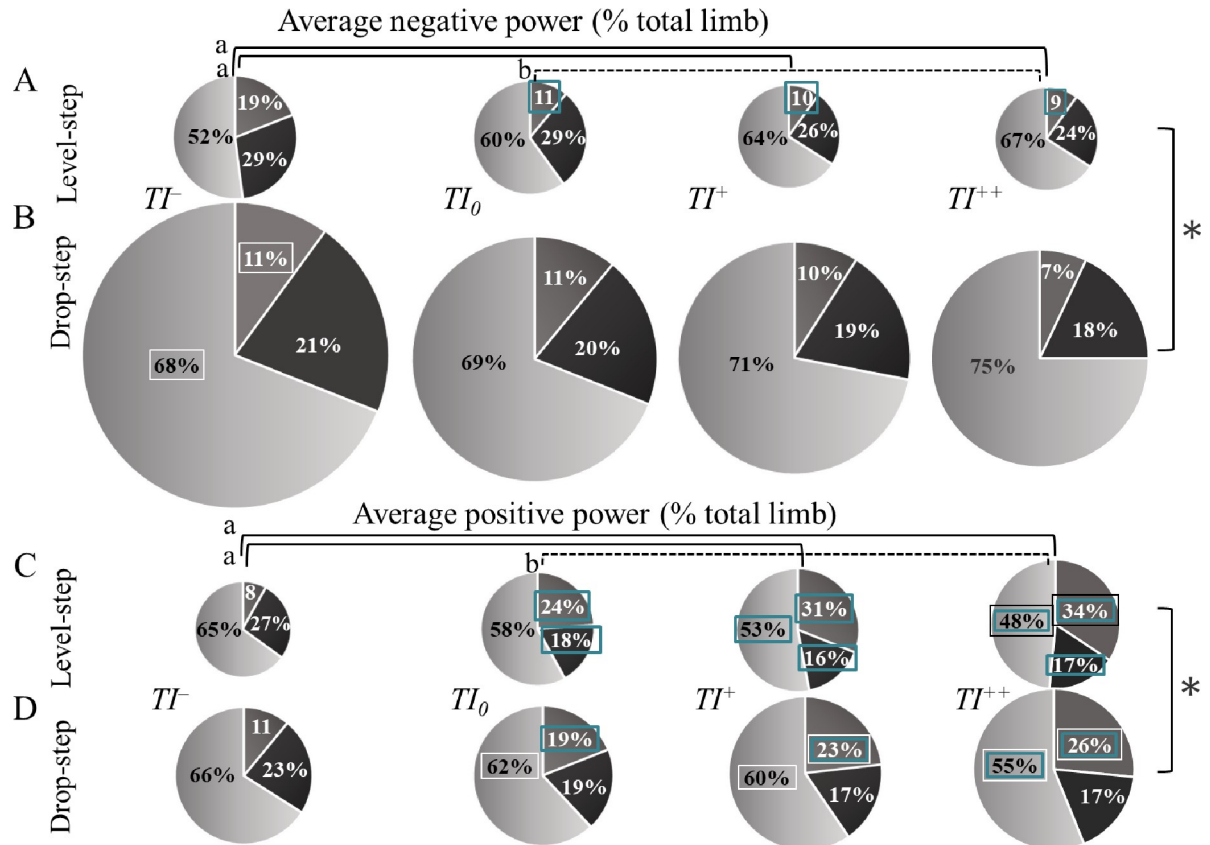 Average negative power (% total limb)
a
a b
A
Level-step
19% 52% 29%
11 60% 29%
10 64% 26%
9 67% 24%
TI⁻ TI₀ TI⁺ TI⁺⁺
*
B
Drop-step
11% 68% 21%
11% 69% 20%
10% 71% 19%
7% 75% 18%
Average positive power (% total limb)
a
a b
C
Level-step
8 65% 27%
24% 58% 18%
31% 53% 16%
34% 48% 17%
TI⁻ TI₀ TI⁺ TI⁺⁺
*
D
Drop-step
11 66% 23%
19% 62% 19%
23% 60% 17%
26% 55% 17%